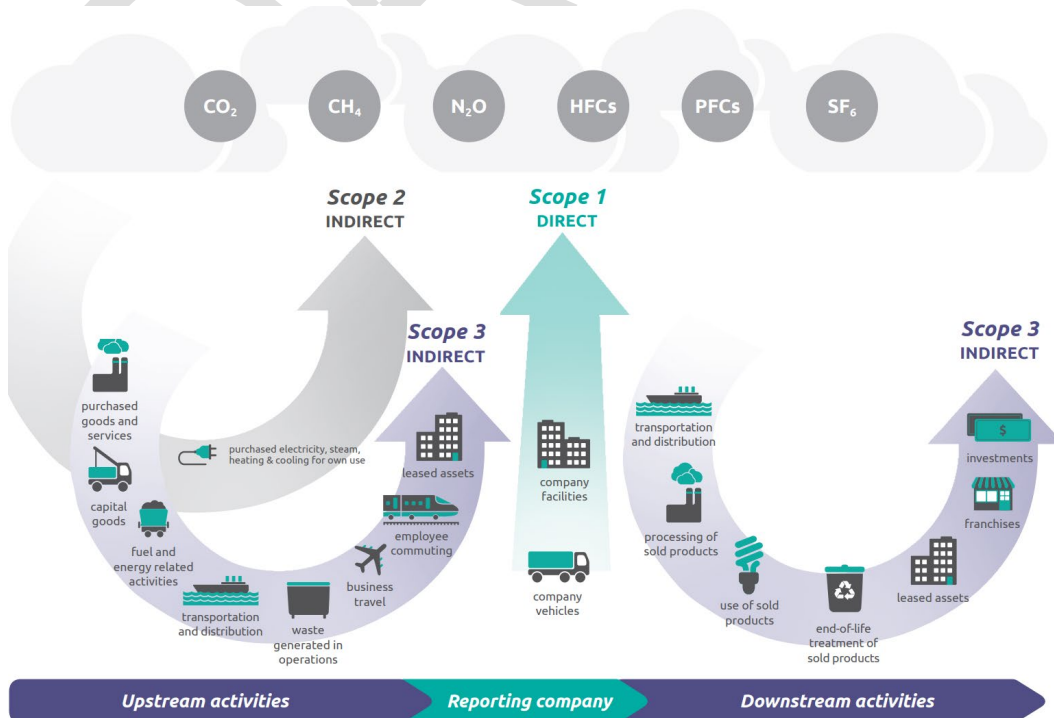 CO₂
CH₄
N₂O
HFCs
PFCs
SF₆
Scope 2
INDIRECT
Scope 1
DIRECT
Scope 3
INDIRECT
Scope 3
INDIRECT
purchased
goods and
services
capital
goods
fuel and
energy related
activities
purchased electricity, steam,
heating & cooling for own use
transportation
and distribution
waste
generated in
operations
business
travel
employee
commuting
leased assets
company
facilities
company
vehicles
transportation
and distribution
processing of
sold products
use of sold
products
end-of-life
treatment of
sold products
leased assets
franchises
$
investments
Upstream activities
Reporting company
Downstream activities